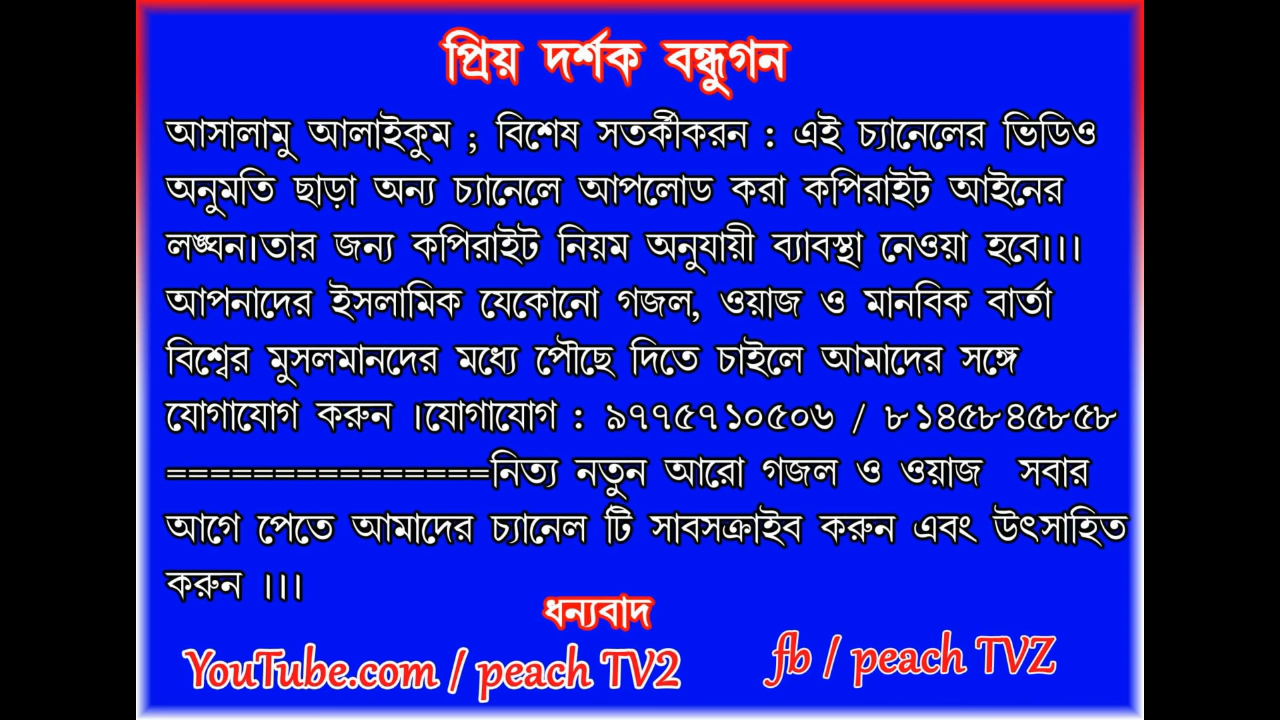 প্রিয় দর্শক বন্ধুগন
আসালামু আলাইকুম ; বিশেষ সতর্কীকরন : এই চ্যানেলের ভিডিও
অনুমতি ছাড়া অন্য চ্যানেলে আপলোড করা কপিরাইট আইনের
লঙ্ঘন।তার জন্য কপিরাইট নিয়ম অনুযায়ী ব্যাবস্থা নেওয়া হবে।।।
আপনাদের ইসলামিক যেকোনো গজল, ওয়াজ ও মানবিক বার্তা
বিশ্বের মুসলমানদের মধ্যে পৌছে দিতে চাইলে আমাদের সঙ্গে
যোগাযোগ করুন ।যোগাযোগ : ৯৭৭৫৭১০৫০৬ / ৮১৪৫৮৪৫৮৫৮
===============নিত্য নতুন আরো গজল ও ওয়াজ সবার
আগে পেতে আমাদের চ্যানেল টি সাবসক্রাইব করুন এবং উৎসাহিত
করুন ।।।
ধন্যবাদ
YouTube.com / peach TV2
fb / peach TVZ